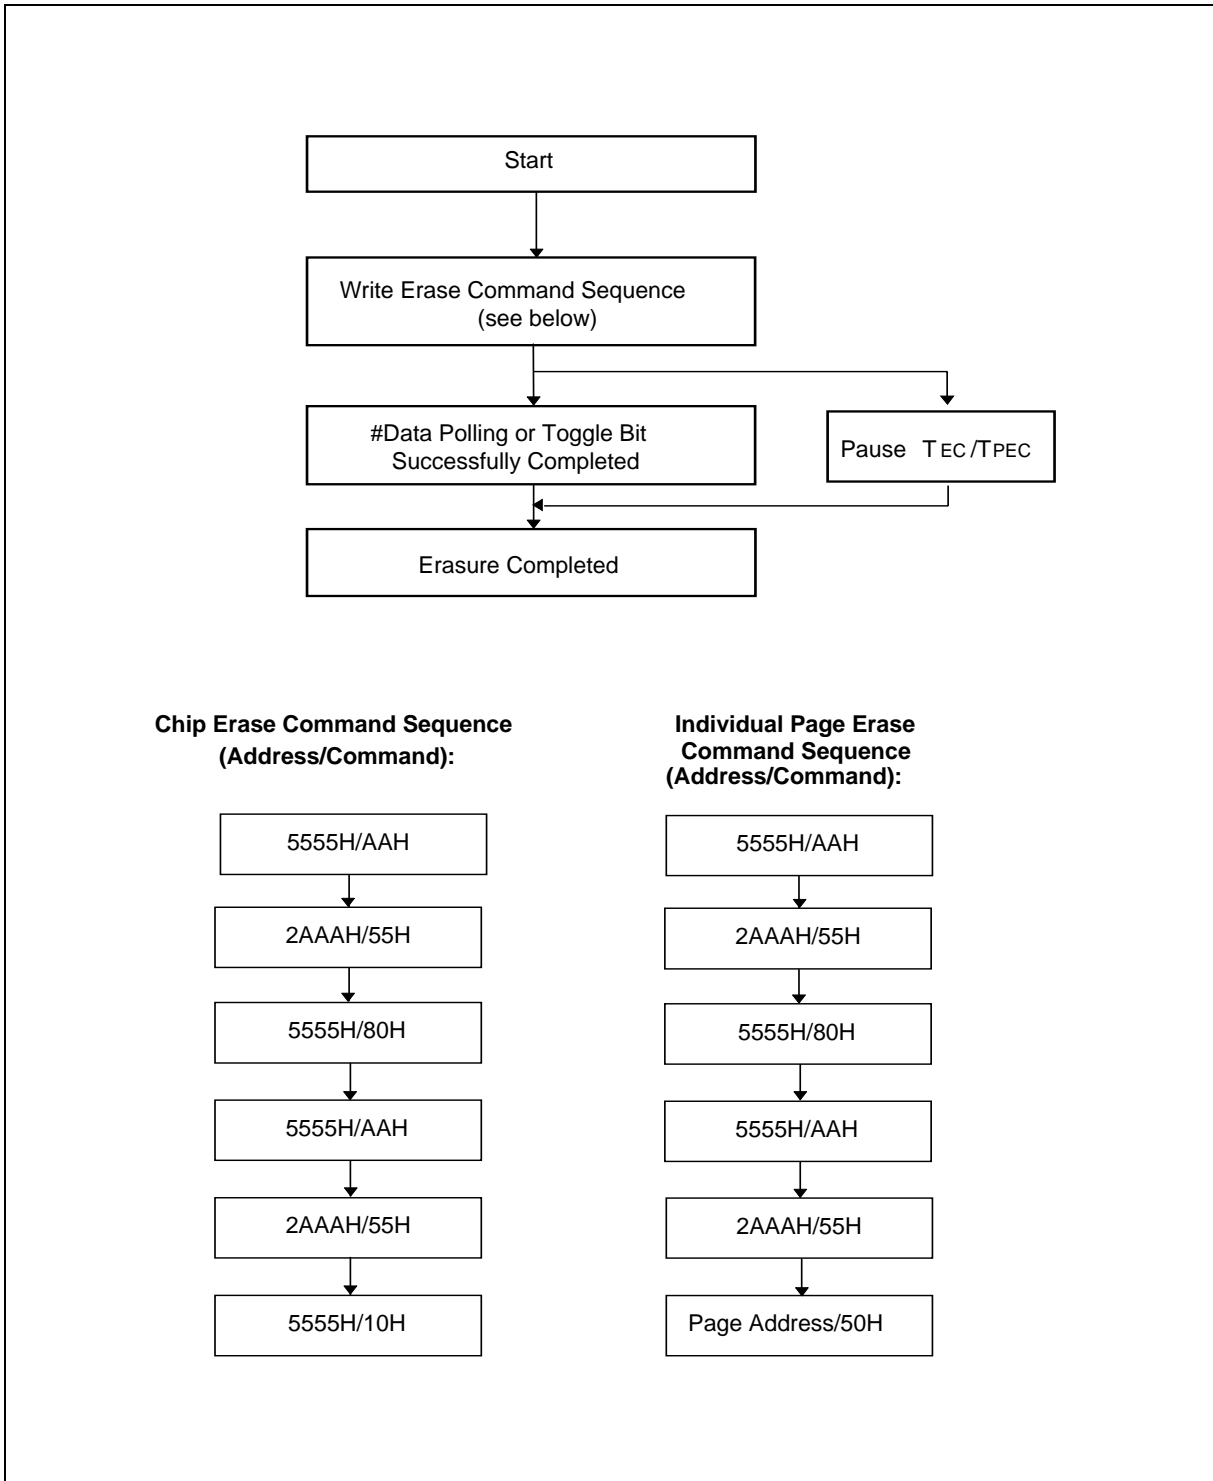 Start
Write Erase Command Sequence
(see below)
#Data Polling or Toggle Bit
Successfully Completed
Pause TEC/TPEC
Erasure Completed
Chip Erase Command Sequence
(Address/Command):
5555H/AAH
2AAAH/55H
5555H/80H
5555H/AAH
2AAAH/55H
5555H/10H
Individual Page Erase
Command Sequence
(Address/Command):
5555H/AAH
2AAAH/55H
5555H/80H
5555H/AAH
2AAAH/55H
Page Address/50H